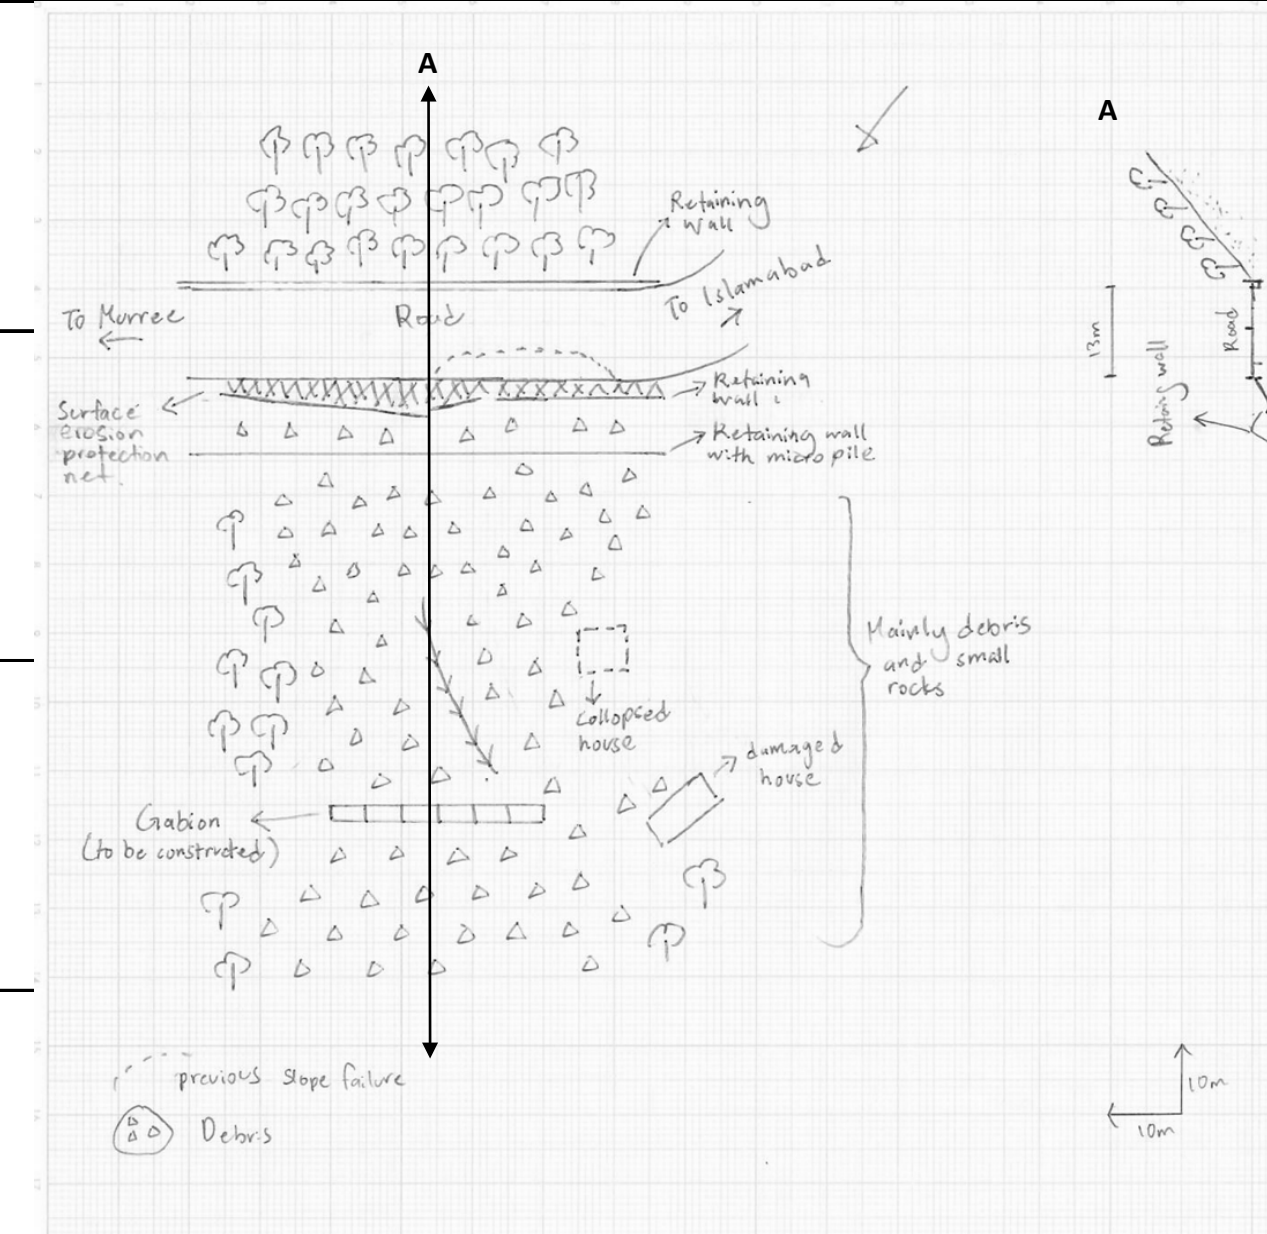 A
A
Retaining
wall
To Islamabad
To Murree
Road
13m
Road
Retaing wall
Retaining
wall
Surface
erosion
protection
net.
Retaining wall
with micropile
Mainly debris
and small
rocks
Collopsed
house
damaged
house
Gabion
(to be constructed)
previous slope failure
Debris
10m
10m